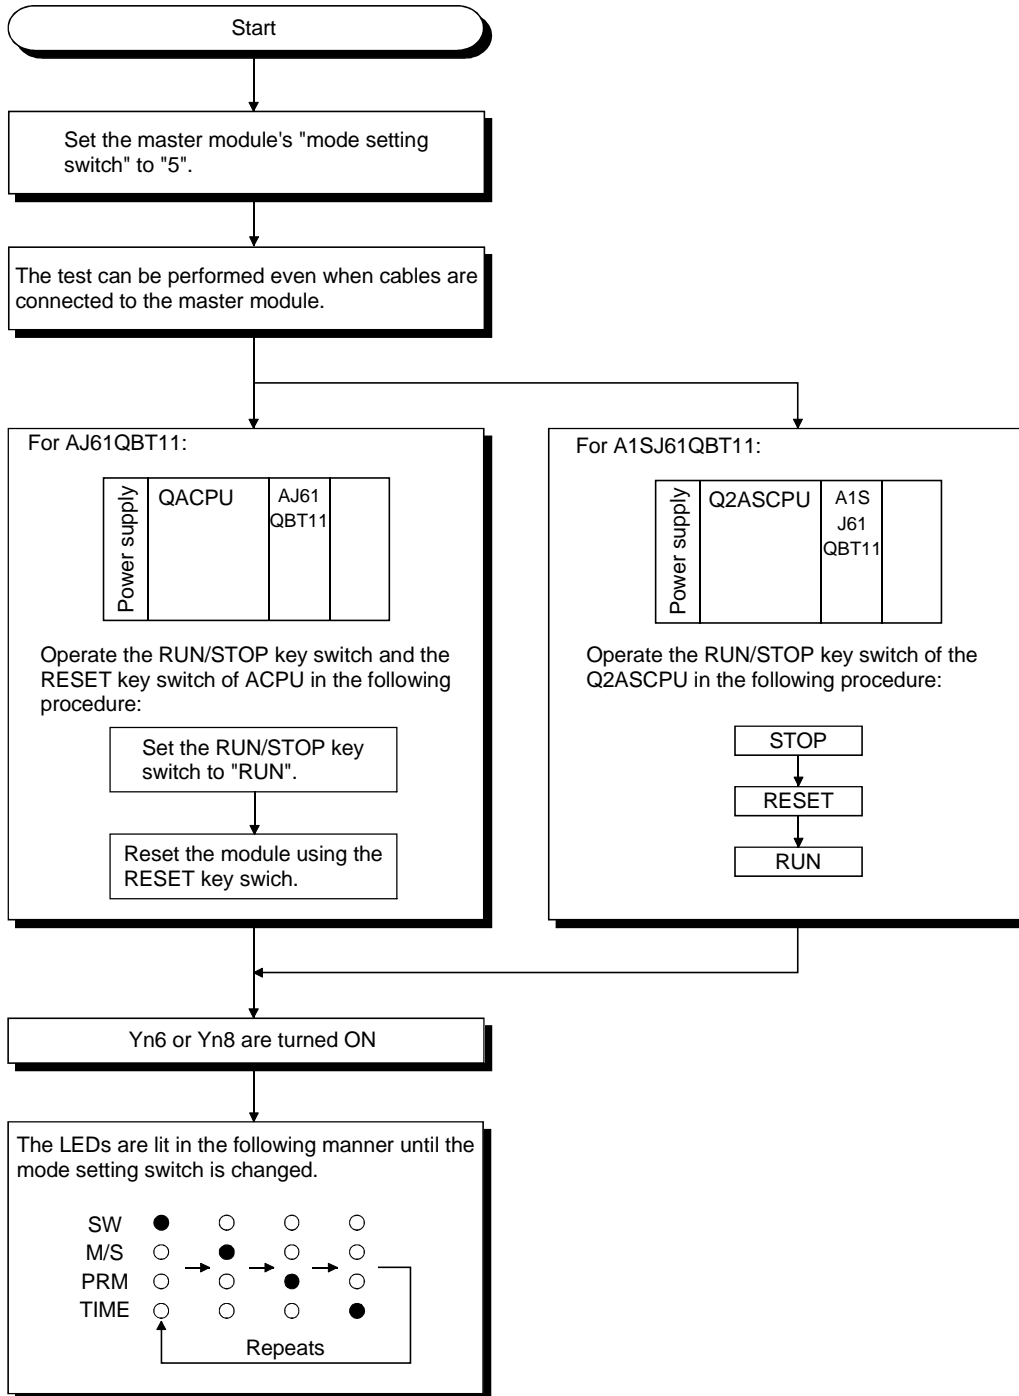 Start
Set the master module's "mode setting
switch" to "5".
The test can be performed even when cables are
connected to the master module.
For AJ61QBT11:
Power supply
QACPU
AJ61
QBT11
Operate the RUN/STOP key switch and the
RESET key switch of ACPU in the following
procedure:
Set the RUN/STOP key
switch to "RUN".
Reset the module using the
RESET key swich.
For A1SJ61QBT11:
Power supply
Q2ASCPU
A1S
J61
QBT11
Operate the RUN/STOP key switch of the
Q2ASCPU in the following procedure:
STOP
RESET
RUN
Yn6 or Yn8 are turned ON
The LEDs are lit in the following manner until the
mode setting switch is changed.
SW
M/S
PRM
TIME
Repeats